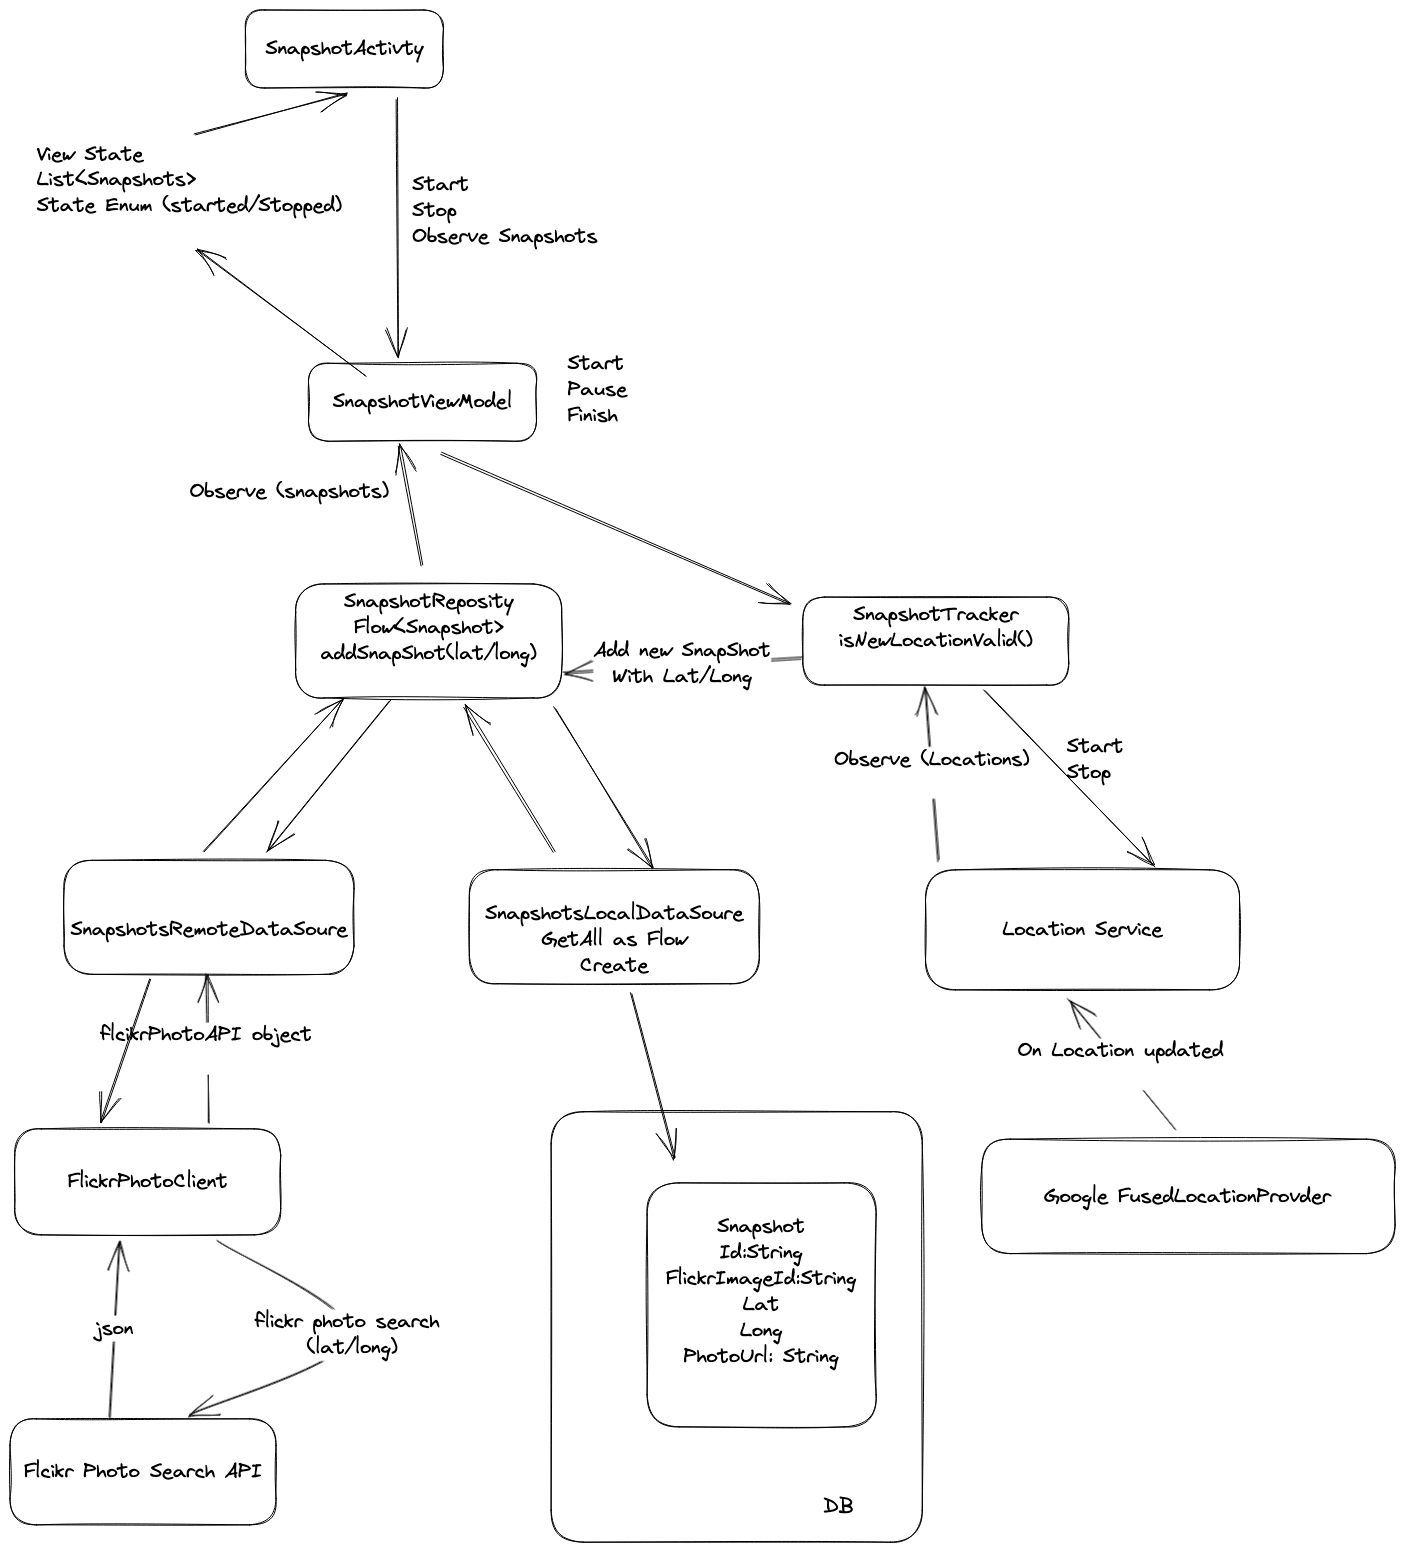 SnapshotActivty
View State
List<Snapshots>
State Enum (started/Stopped)
Start
Stop
Observe Snapshots
SnapshotViewModel
Start
Pause
Finish
Observe (snapshots)
SnapshotReposity
Flow<Snapshot>
addSnapShot(lat/long)
Add new SnapShot
With Lat/Long
SnapshotTracker
isNewLocationValid()
Observe (Locations)
Start
Stop
SnapshotsRemoteDataSoure
SnapshotsLocalDataSoure
GetAll as Flow
Create
Location Service
flcikrPhotoAPI object
On Location updated
FlickrPhotoClient
Google FusedLocationProvder
Snapshot
Id:String
FlickrImageId:String
Lat
Long
PhotoUrl: String
json
flickr photo search
(lat/long)
Flcikr Photo Search API
DB